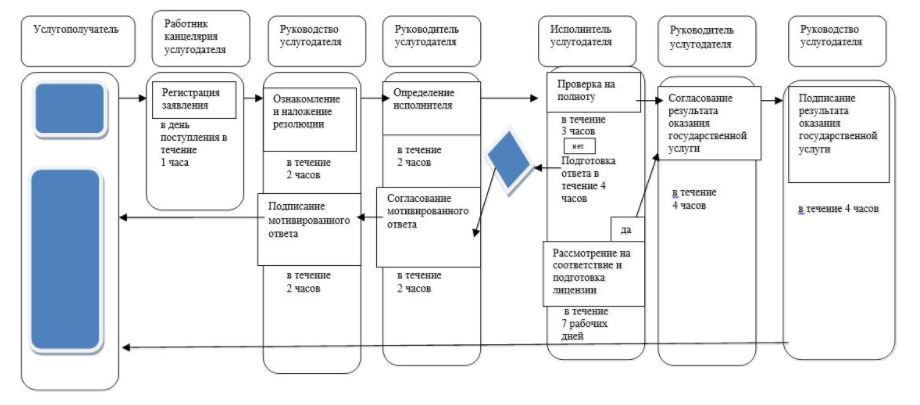 Услугополучатель
Работник
канцелярия
услугодателя
Руководство
услугодателя
Руководитель
услугодателя
Исполнитель
услугодателя
Руководитель
услугодателя
Руководство
услугодателя
Регистрация
заявления
в день
поступления в
течение
1 часа
Ознакомление
и наложение
резолюции
в течение
2 часов
Подписание
мотивированного
ответа
в течение
2 часов
Определение
исполнителя
в течение
2 часов
Согласование
мотивированного
ответа
в течение
2 часов
Проверка на
полноту
в течение
3 часов
нет
Подготовка
ответа в
течение 4
часов
да
Рассмотрение на
соответствие и
подготовка
лицензии
в течение
7 рабочих
дней
Согласование
результата
оказания
государственной
услуги
в течение
4 часов
Подписание
результата
оказания
государственной
услуги
в течение 4 часов